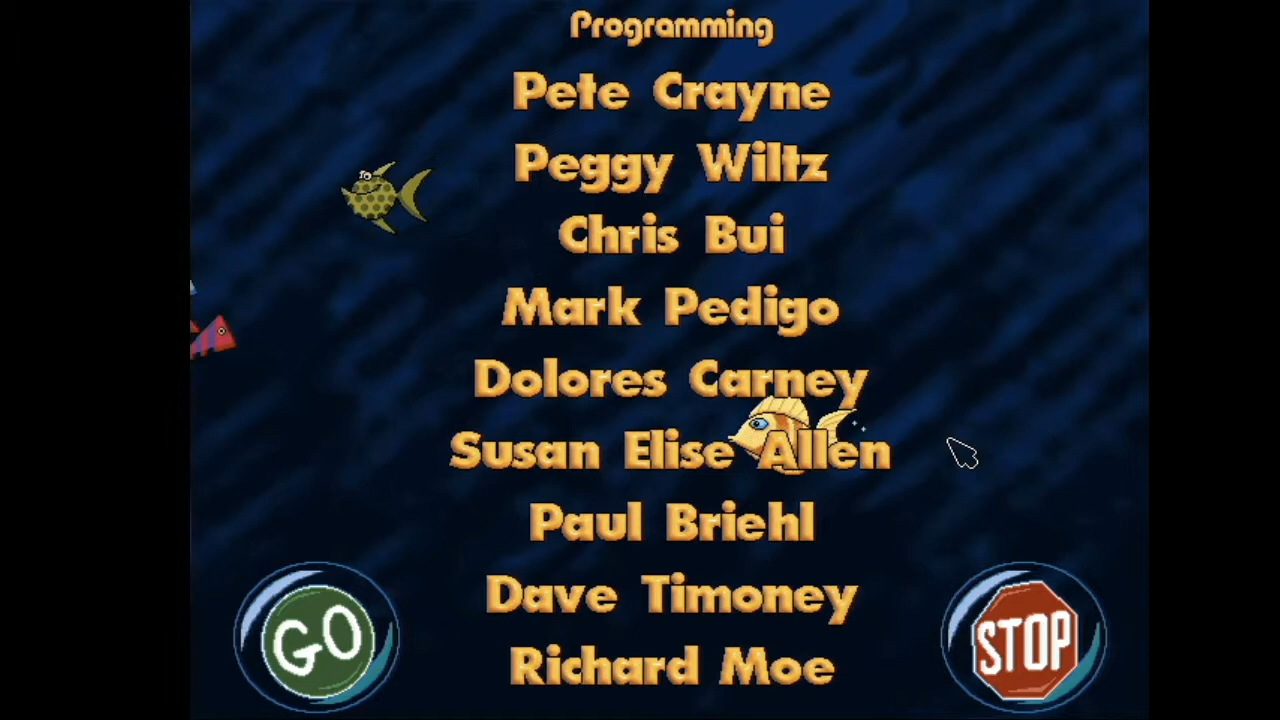 Programming
Pete Crayne
Peggy Wiltz
Chris Bui
Mark Pedigo
Dolores Carney
Susan Elise Allen
Paul Briehl
Dave Timoney
Richard Moe
GO
STOP